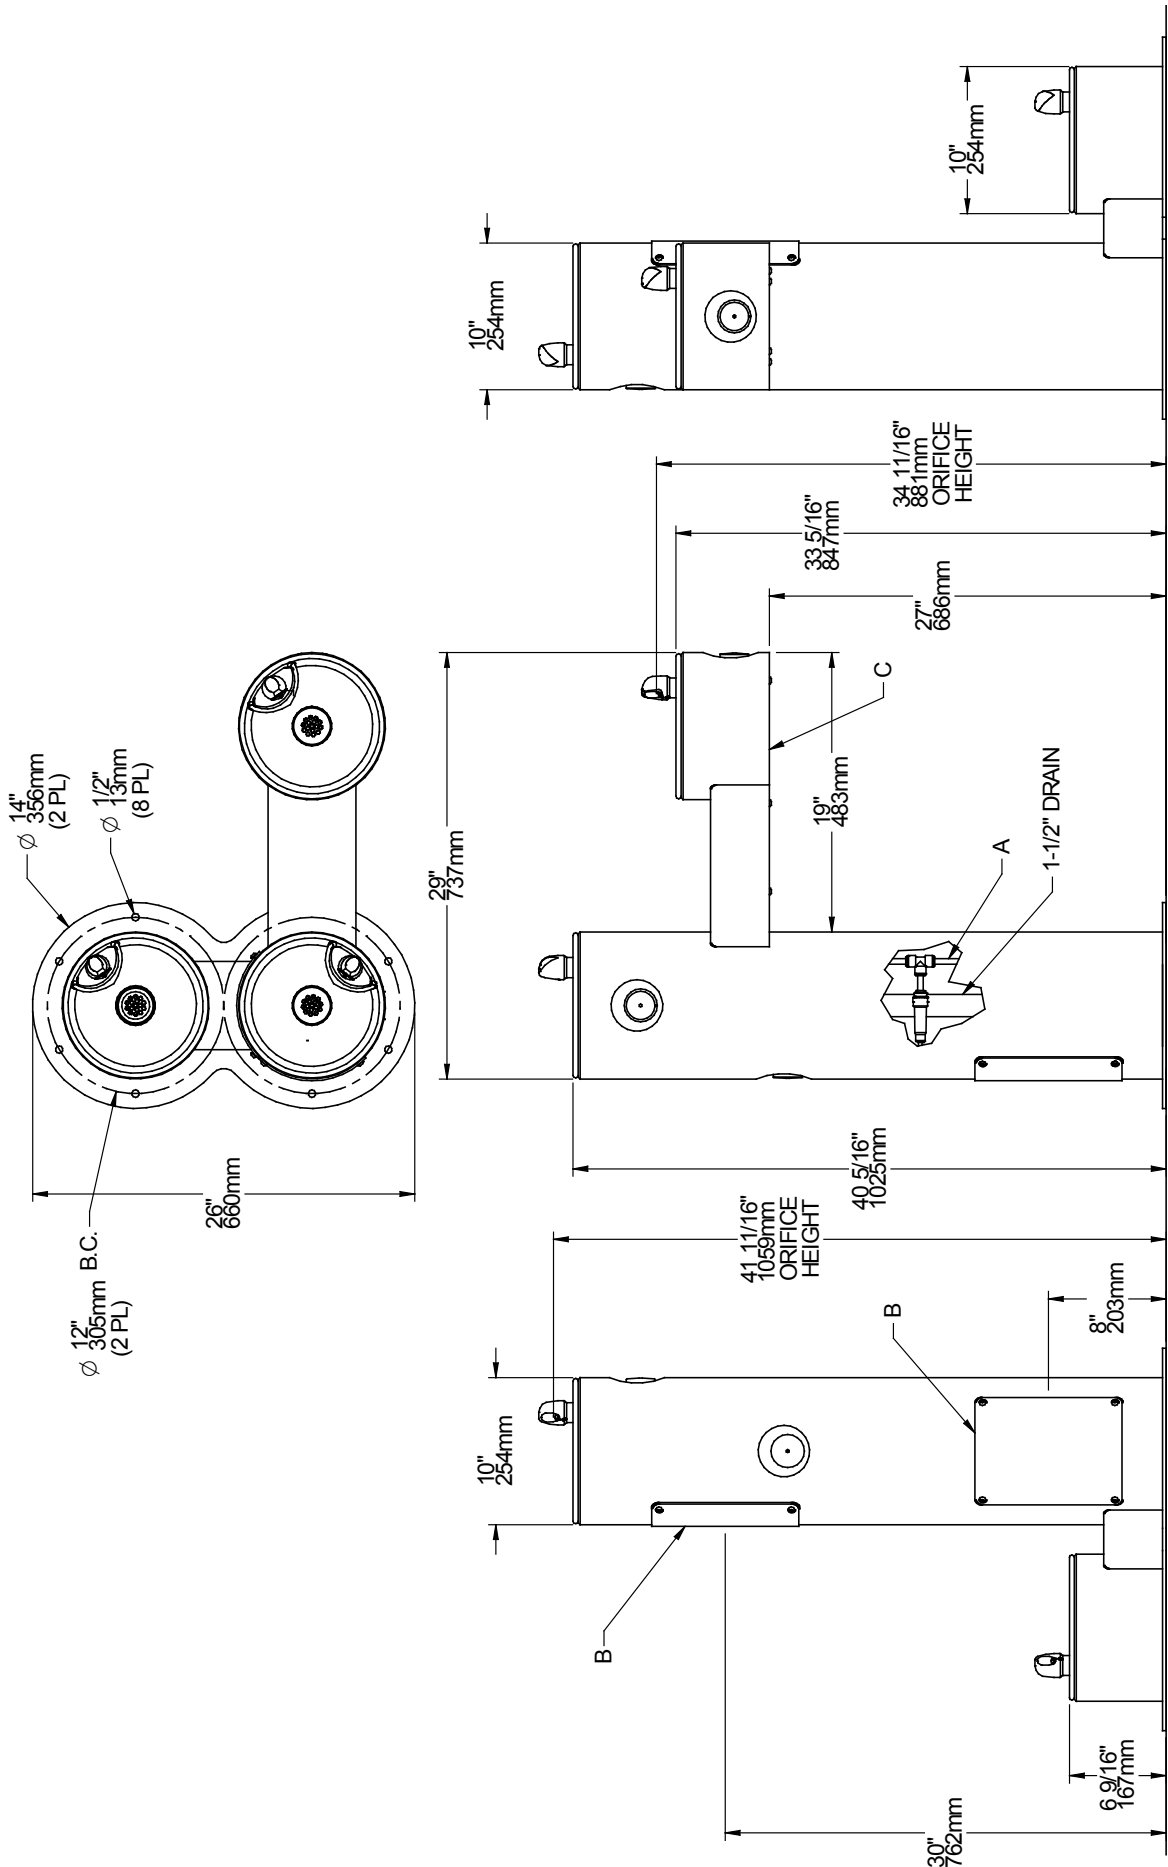 Ø 14"
356mm
(2 PL)
Ø 1/2"
13mm
(8 PL)
26"
660mm
Ø 12"
305mm B.C.
(2 PL)
10"
254mm
41 11/16"
1059mm
ORIFICE
HEIGHT
B
B
8"
203mm
6 9/16"
167mm
30"
762mm
29"
737mm
40 5/16"
1025mm
19"
483mm
C
A
1-1/2" DRAIN
10"
254mm
34 11/16"
881mm
ORIFICE
HEIGHT
33 5/16"
847mm
27"
686mm
10"
254mm